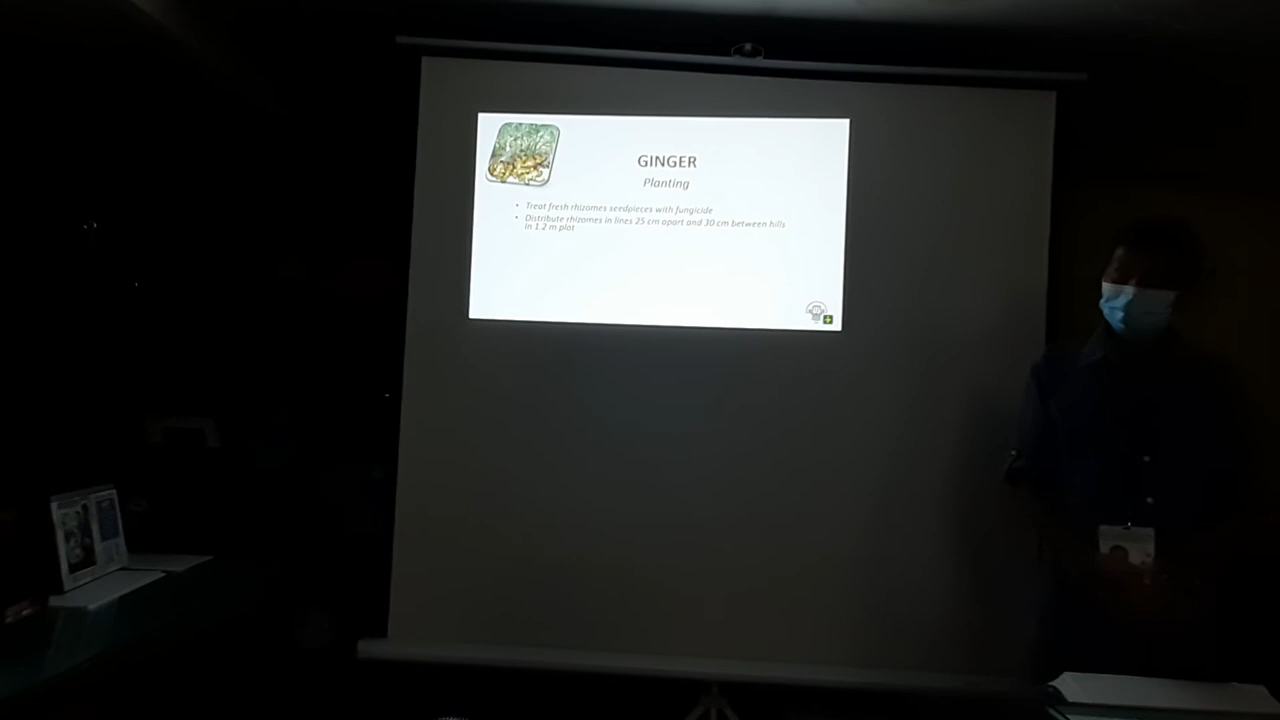 GINGER
Planting
• Treat fresh rhizomes seedpieces with fungicide
• Distribute rhizomes in lines 25 cm apart and 30 cm between hills
in 1.2 m plot